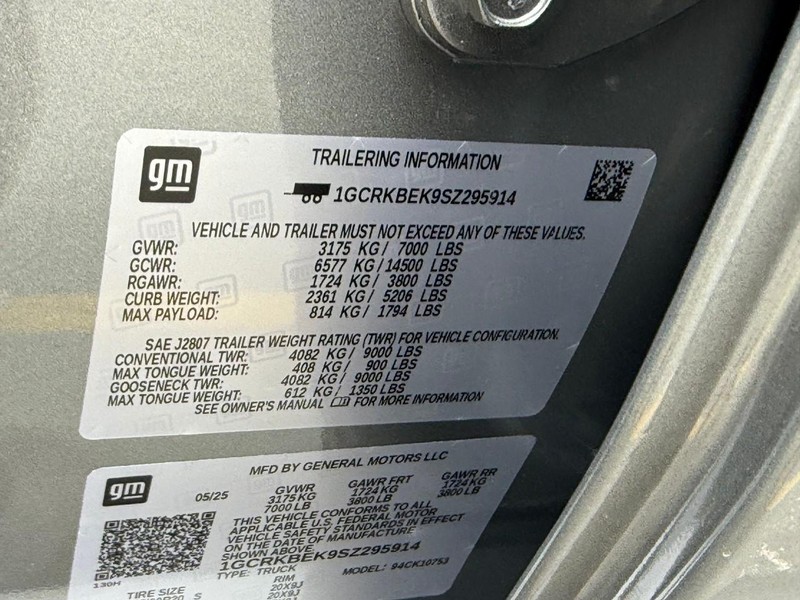 gm
TRAILERING INFORMATION
1GCRKBEK9SZ295914
VEHICLE AND TRAILER MUST NOT EXCEED ANY OF THESE VALUES.
GVWR: 3175 KG / 7000 LBS
GCWR: 6577 KG / 14500 LBS
RGAWR: 1724 KG / 3800 LBS
CURB WEIGHT: 2361 KG / 5206 LBS
MAX PAYLOAD: 814 KG / 1794 LBS
SAE J2807 TRAILER WEIGHT RATING (TWR) FOR VEHICLE CONFIGURATION.
CONVENTIONAL TWR: 4082 KG / 9000 LBS
MAX TONGUE WEIGHT: 408 KG / 900 LBS
GOOSENECK TWR: 4082 KG / 9000 LBS
MAX TONGUE WEIGHT: 612 KG / 1350 LBS
SEE OWNER'S MANUAL FOR MORE INFORMATION
gm
MFD BY GENERAL MOTORS LLC
05/25 GVWR GAWR FRT GAWR RR
3175 KG 1724 KG 1724 KG
7000 LB 3800 LB 3800 LB
THIS VEHICLE CONFORMS TO ALL
APPLICABLE U.S. FEDERAL MOTOR
VEHICLE SAFETY STANDARDS IN EFFECT
ON THE DATE OF MANUFACTURE
SHOWN ABOVE.
1GCRKBEK9SZ295914
130H
TYPE: TRUCK MODEL: 94CK10753
TIRE SIZE RIM
S 20X9J
20X9J